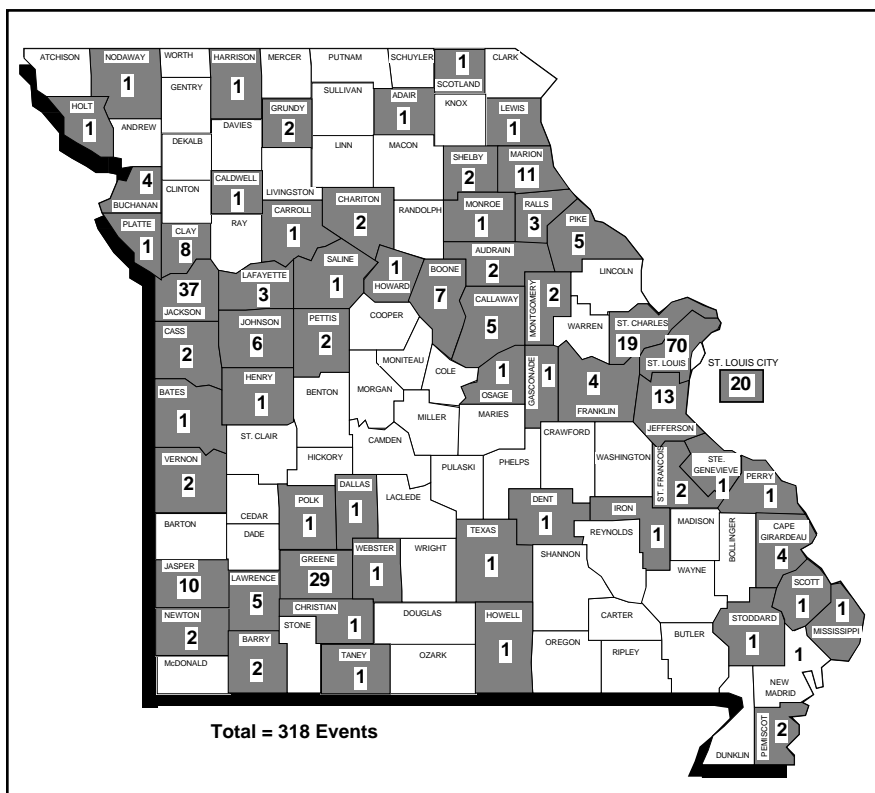 ATCHISON
NODAWAY
1
WORTH
HARRISON
1
MERCER
PUTNAM
SCHUYLER
1
SCOTLAND
CLARK
HOLT
1
GENTRY
GRUNDY
2
SULLIVAN
ADAIR
1
KNOX
LEWIS
1
ANDREW
DEKALB
DAVIES
LINN
MACON
SHELBY
2
MARION
11
4
BUCHANAN
CLINTON
CALDWELL
1
LIVINGSTON
CHARITON
2
RANDOLPH
MONROE
1
RALLS
3
PIKE
5
PLATTE
1
CLAY
8
RAY
CARROLL
1
SALINE
1
1
HOWARD
BOONE
7
AUDRAIN
2
LINCOLN
37
JACKSON
LAFAYETTE
3
COOPER
CALLAWAY
5
MONTGOMERY
2
WARREN
ST. CHARLES
19
70
ST. LOUIS
ST. LOUIS CITY
20
CASS
2
JOHNSON
6
PETTIS
2
MONITEAU
COLE
1
OSAGE
GASCONADE
1
4
FRANKLIN
13
JEFFERSON
BATES
1
HENRY
1
BENTON
MORGAN
MILLER
MARIES
ST. CLAIR
CAMDEN
CRAWFORD
VERNON
2
HICKORY
PULASKI
PHELPS
WASHINGTON
ST. FRANCOIS
2
STE.
GENEVIEVE
1
PERRY
1
CEDAR
POLK
1
DALLAS
1
LACLEDE
DENT
1
IRON
1
BARTON
DADE
TEXAS
1
REYNOLDS
MADISON
BOLLINGER
CAPE
GIRARDEAU
4
JASPER
10
LAWRENCE
5
GREENE
29
WEBSTER
1
WRIGHT
SHANNON
WAYNE
SCOTT
1
1
MISSISSIPPI
NEWTON
2
CHRISTIAN
1
DOUGLAS
HOWELL
1
CARTER
STODDARD
1
BARRY
2
STONE
TANEY
1
OZARK
OREGON
RIPLEY
BUTLER
1
NEW
MADRID
McDONALD
PEMISCOT
2
DUNKLIN
Total = 318 Events